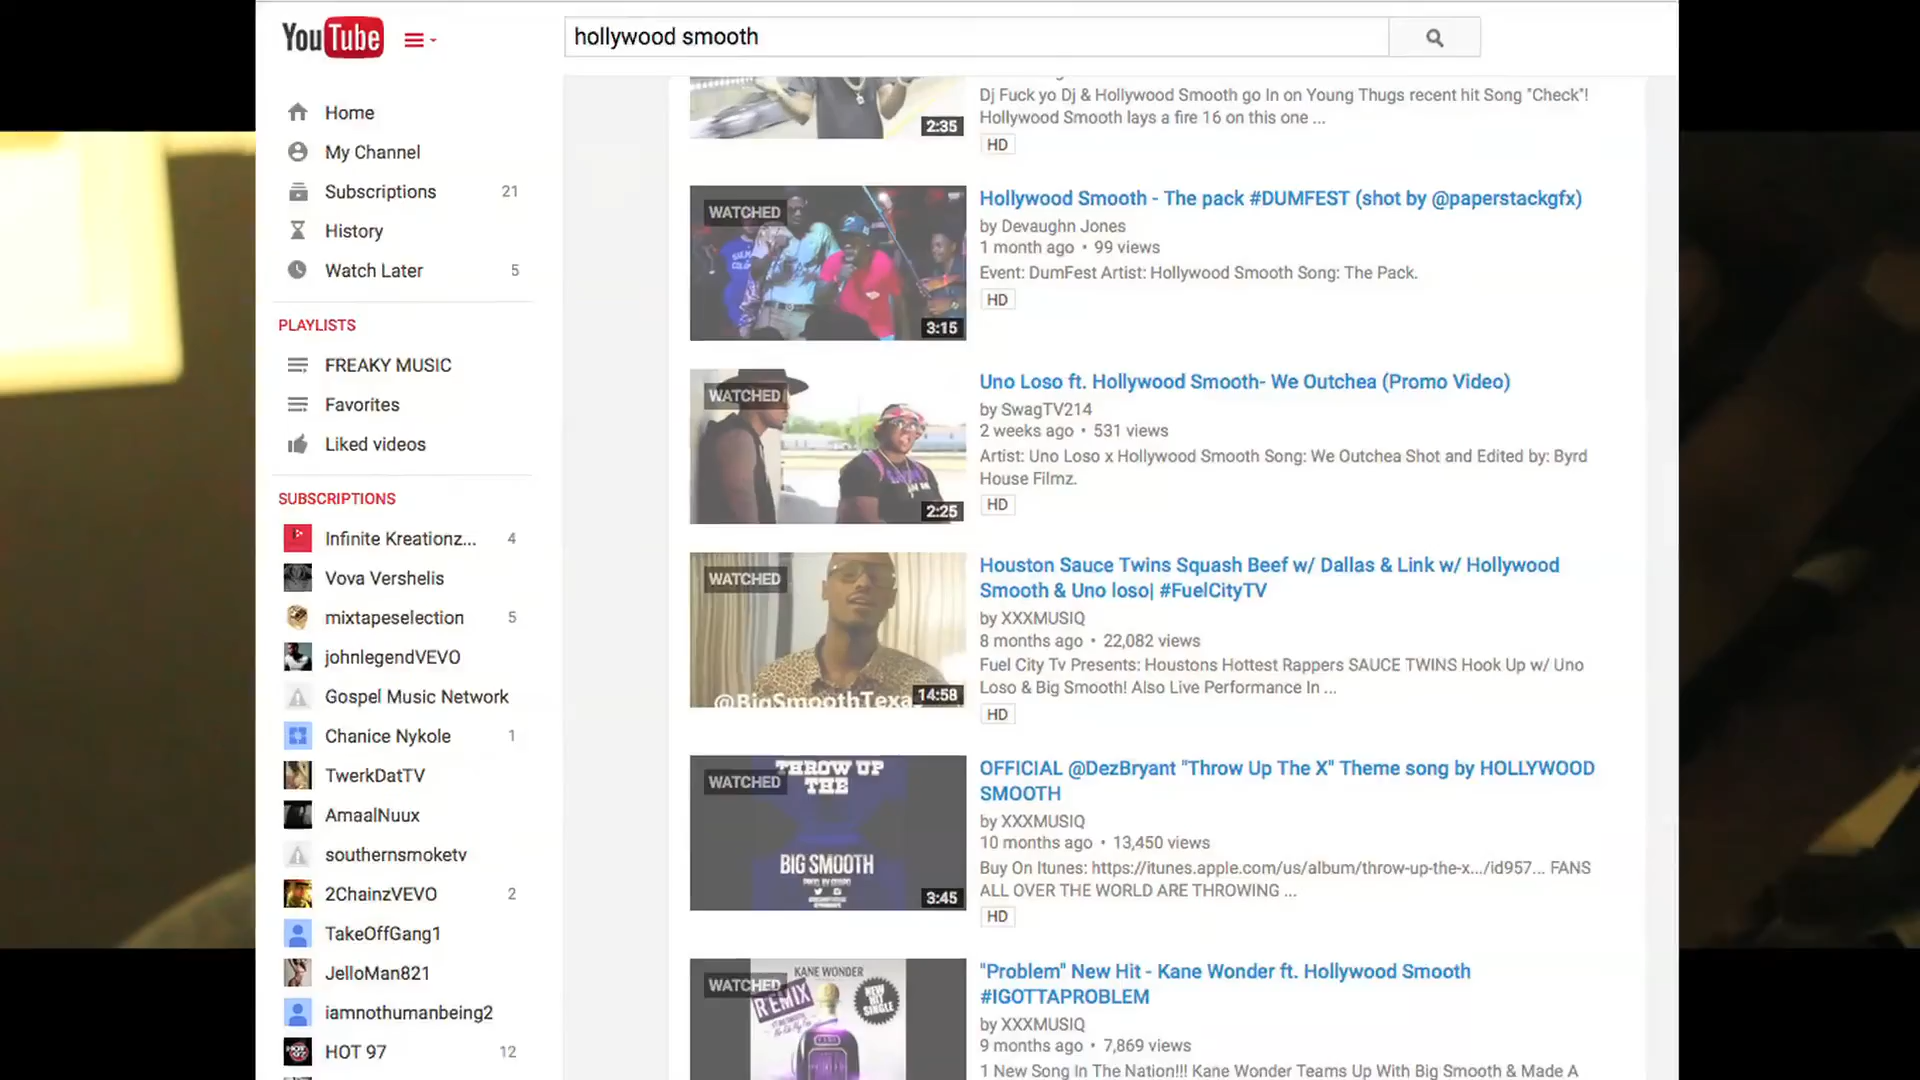 YouTube
hollywood smooth
Home
My Channel
Subscriptions 21
History
Watch Later 5
PLAYLISTS
FREAKY MUSIC
Favorites
Liked videos
SUBSCRIPTIONS
Infinite Kreationz... 4
Vova Vershelis
mixtapeselection 5
johnlegendVEVO
Gospel Music Network
Chanice Nykole 1
TwerkDatTV
AmaalNuux
southernsmoketv
2ChainzVEVO 2
TakeOffGang1
JelloMan821
iamnothumanbeing2
HOT 97 12
2:35
Dj Fuck yo Dj & Hollywood Smooth go In on Young Thugs recent hit Song "Check"!
Hollywood Smooth lays a fire 16 on this one ...
HD
WATCHED
3:15
Hollywood Smooth - The pack #DUMFEST (shot by @paperstackgfx)
by Devaughn Jones
1 month ago • 99 views
Event: DumFest Artist: Hollywood Smooth Song: The Pack.
HD
WATCHED
2:25
Uno Loso ft. Hollywood Smooth- We Outchea (Promo Video)
by SwagTV214
2 weeks ago • 531 views
Artist: Uno Loso x Hollywood Smooth Song: We Outchea Shot and Edited by: Byrd
House Filmz.
HD
WATCHED
@BigSmoothTexa
14:58
Houston Sauce Twins Squash Beef w/ Dallas & Link w/ Hollywood
Smooth & Uno loso| #FuelCityTV
by XXXMUSIQ
8 months ago • 22,082 views
Fuel City Tv Presents: Houstons Hottest Rappers SAUCE TWINS Hook Up w/ Uno
Loso & Big Smooth! Also Live Performance In ...
HD
WATCHED
THROW UP
THE
BIG SMOOTH
3:45
OFFICIAL @DezBryant "Throw Up The X" Theme song by HOLLYWOOD
SMOOTH
by XXXMUSIQ
10 months ago • 13,450 views
Buy On Itunes: https://itunes.apple.com/us/album/throw-up-the-x.../id957... FANS
ALL OVER THE WORLD ARE THROWING ...
HD
WATCHED
KANE WONDER
REMIX
NEW
HIT
SINGLE
"Problem" New Hit - Kane Wonder ft. Hollywood Smooth
#IGOTTAPROBLEM
by XXXMUSIQ
9 months ago • 7,869 views
1 New Song In The Nation!!! Kane Wonder Teams Up With Big Smooth & Made A